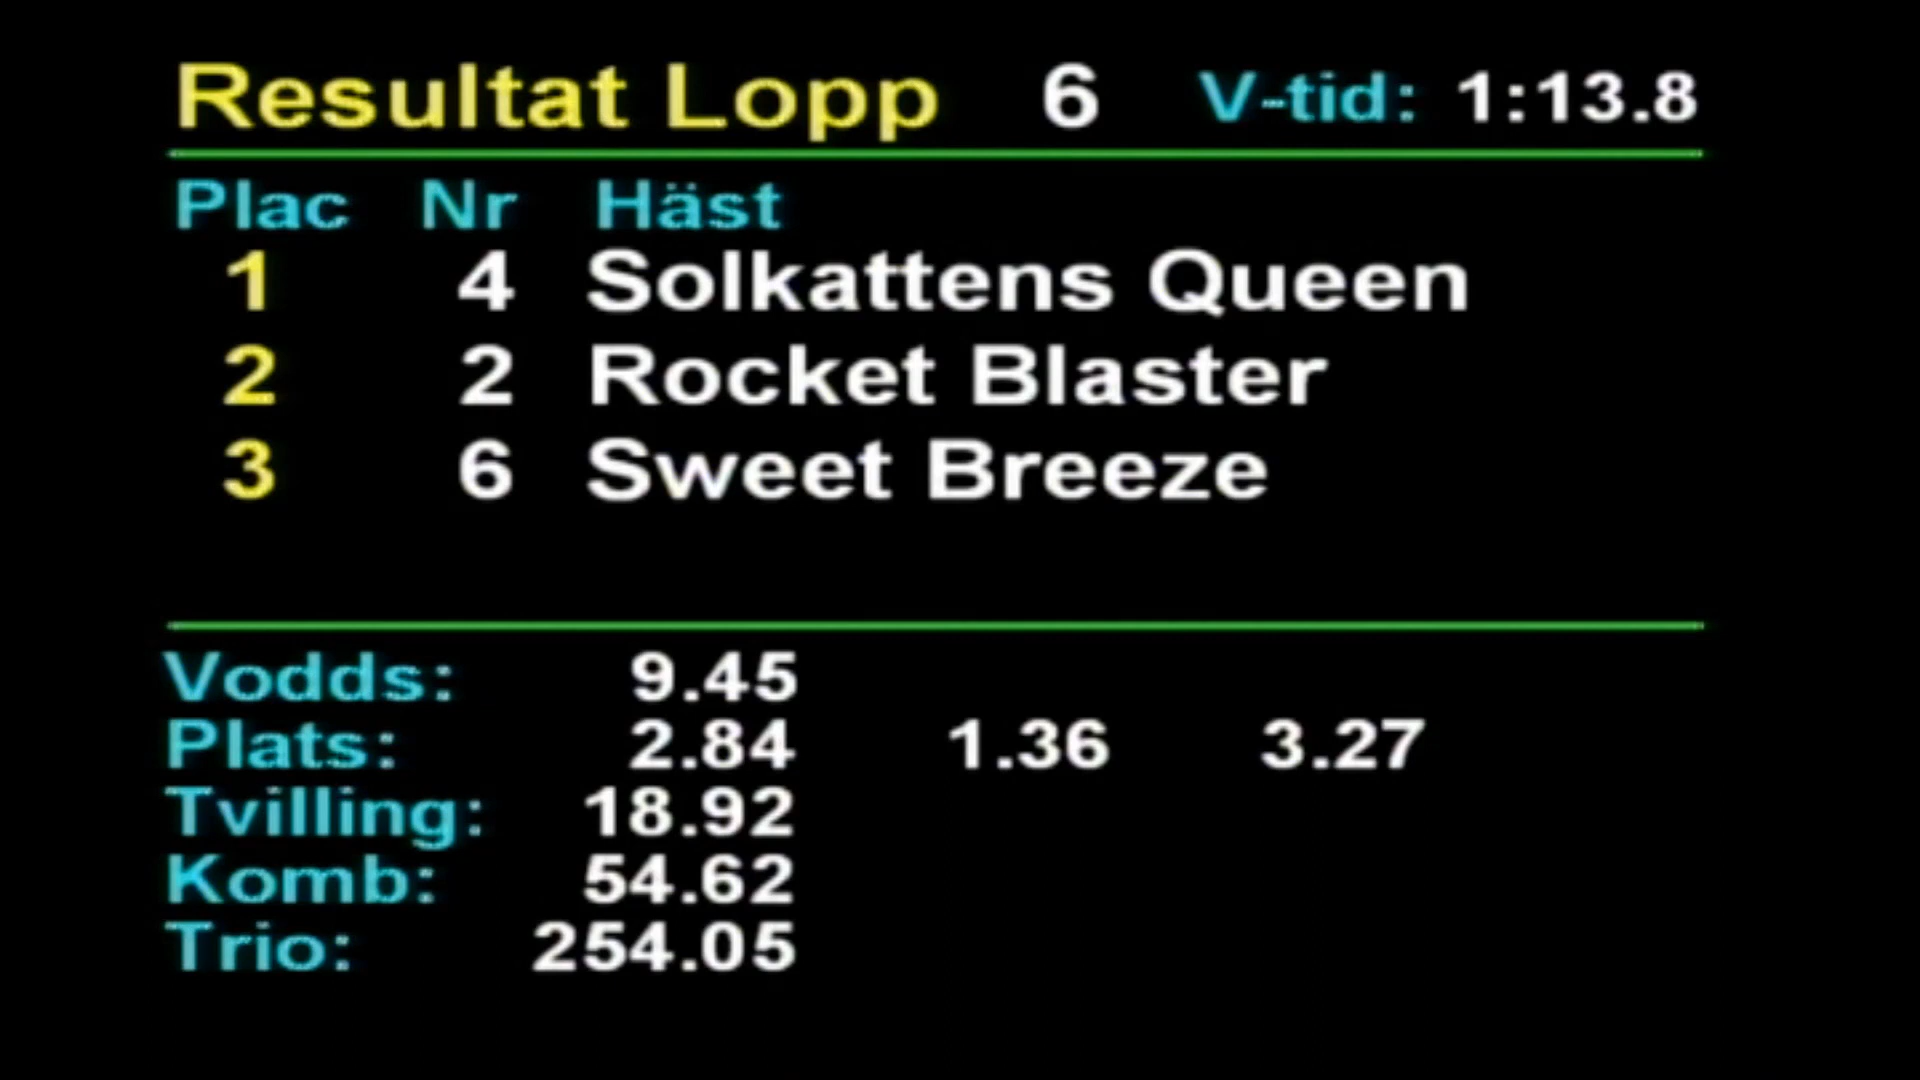 Resultat Lopp 6 V-tid: 1:13.8
Plac Nr Häst
1 4 Solkattens Queen
2 2 Rocket Blaster
3 6 Sweet Breeze
Vodds: 9.45
Plats: 2.84 1.36 3.27
Tvilling: 18.92
Komb: 54.62
Trio: 254.05